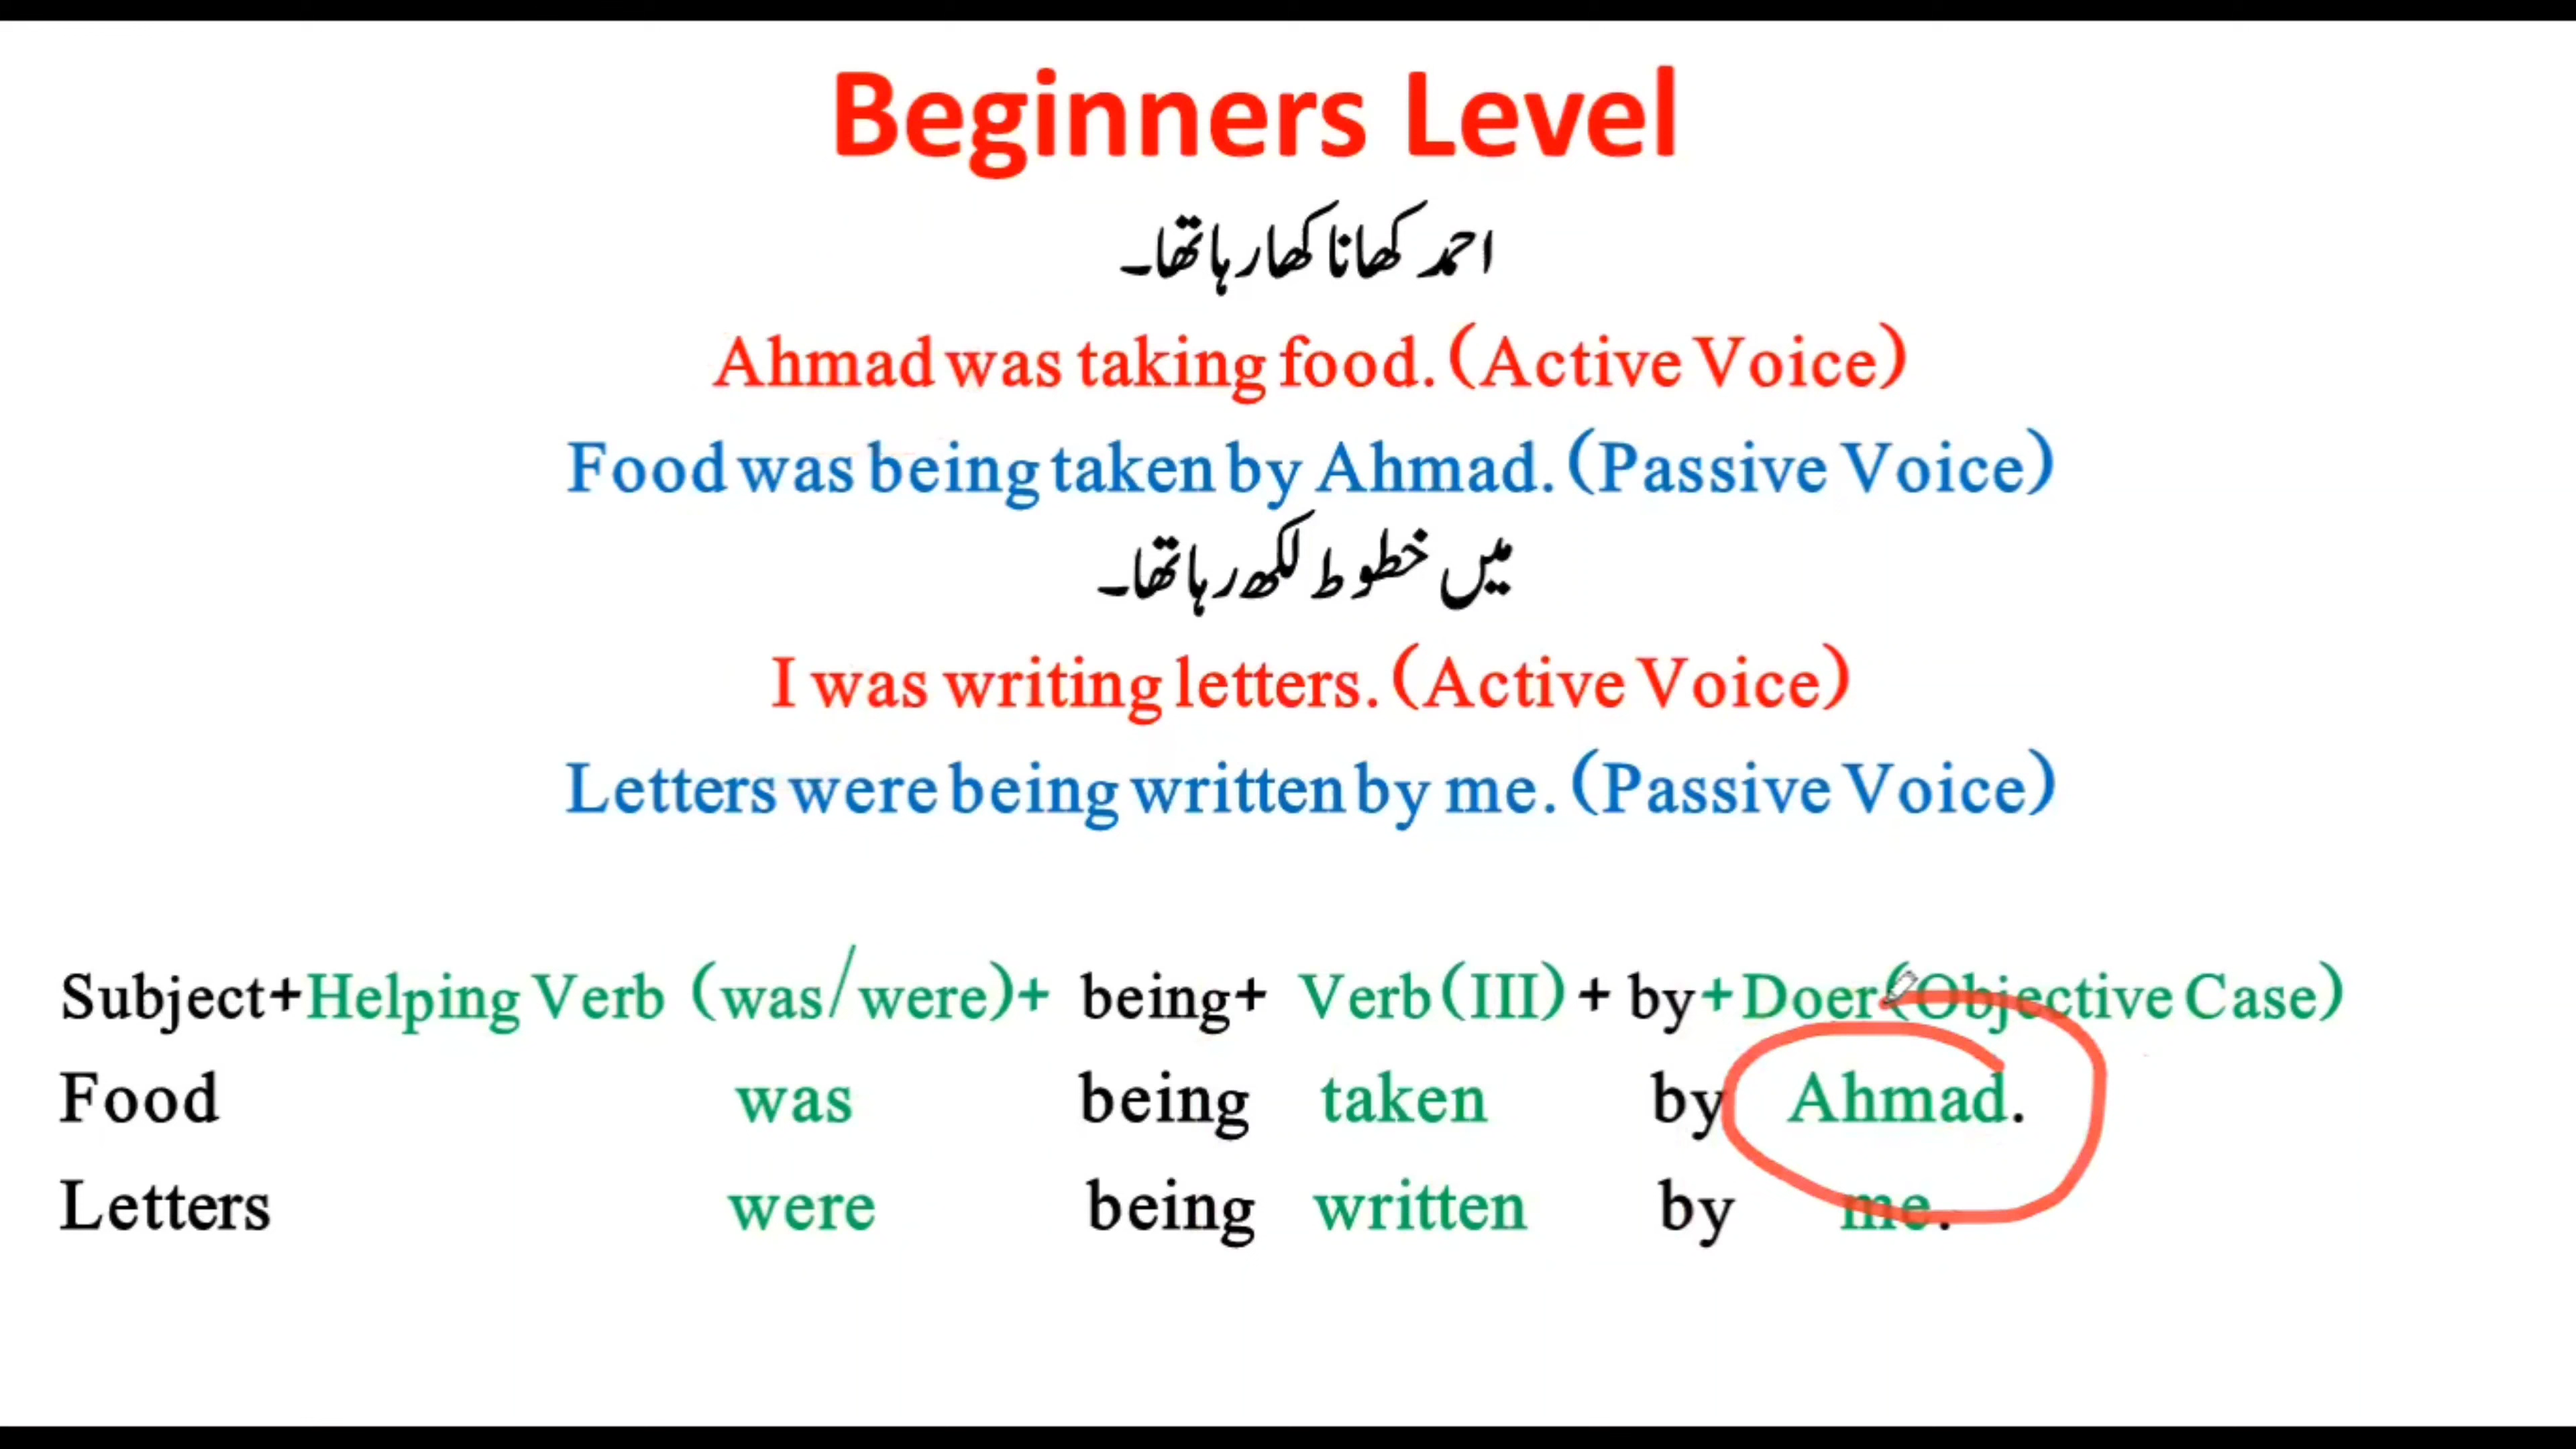 Beginners Level
احمد کھانا کھا رہا تھا۔
Ahmad was taking food. (Active Voice)
Food was being taken by Ahmad. (Passive Voice)
میں خطوط لکھ رہا تھا۔
I was writing letters. (Active Voice)
Letters were being written by me. (Passive Voice)
Subject+Helping Verb (was/were)+ being+ Verb(III) + by+Doer(Objective Case)
Food was being taken by Ahmad.
Letters were being written by me.